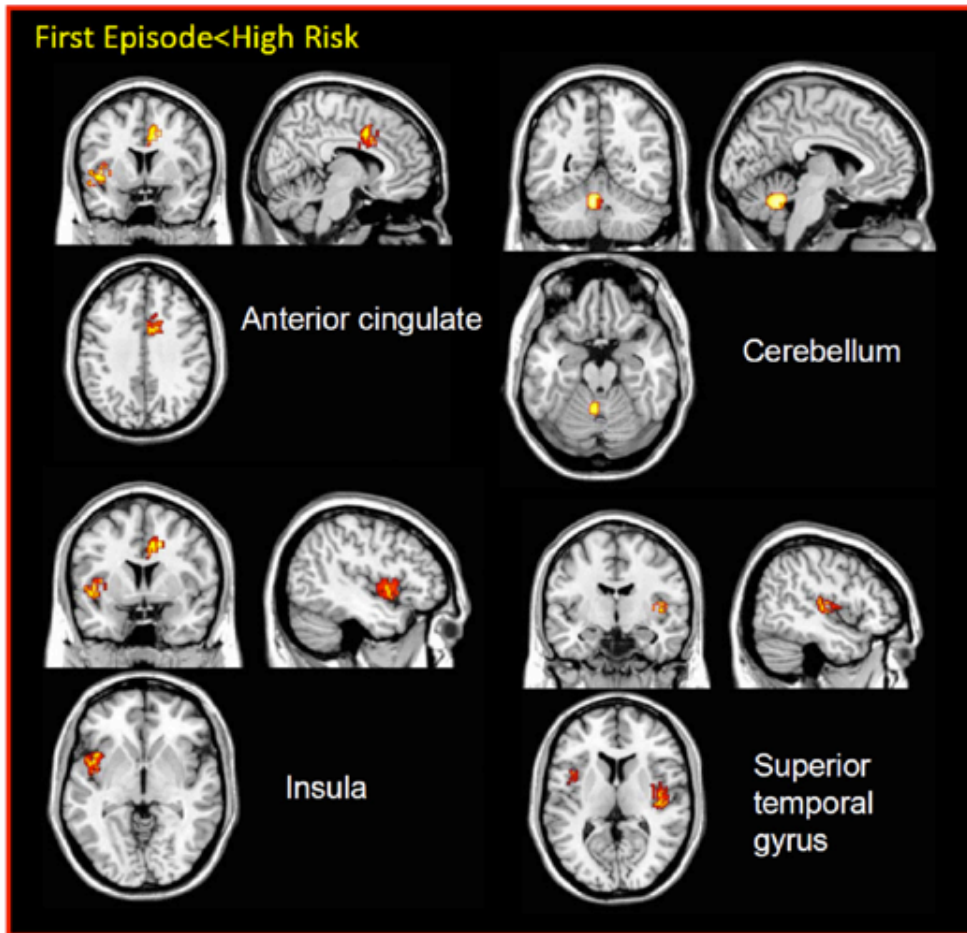 First Episode<High Risk
Anterior cingulate
Cerebellum
Insula
Superior
temporal
gyrus